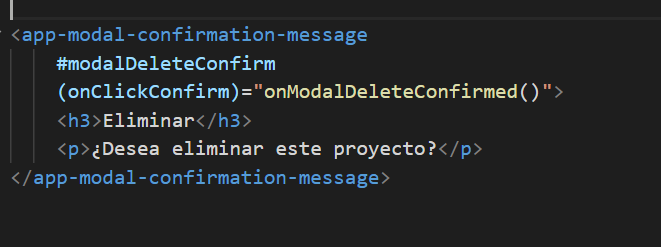 <app-modal-confirmation-message
#modalDeleteConfirm
(onClickConfirm)="onModalDeleteConfirmed()">
<h3>Eliminar</h3>
<p>¿Desea eliminar este proyecto?</p>
</app-modal-confirmation-message>